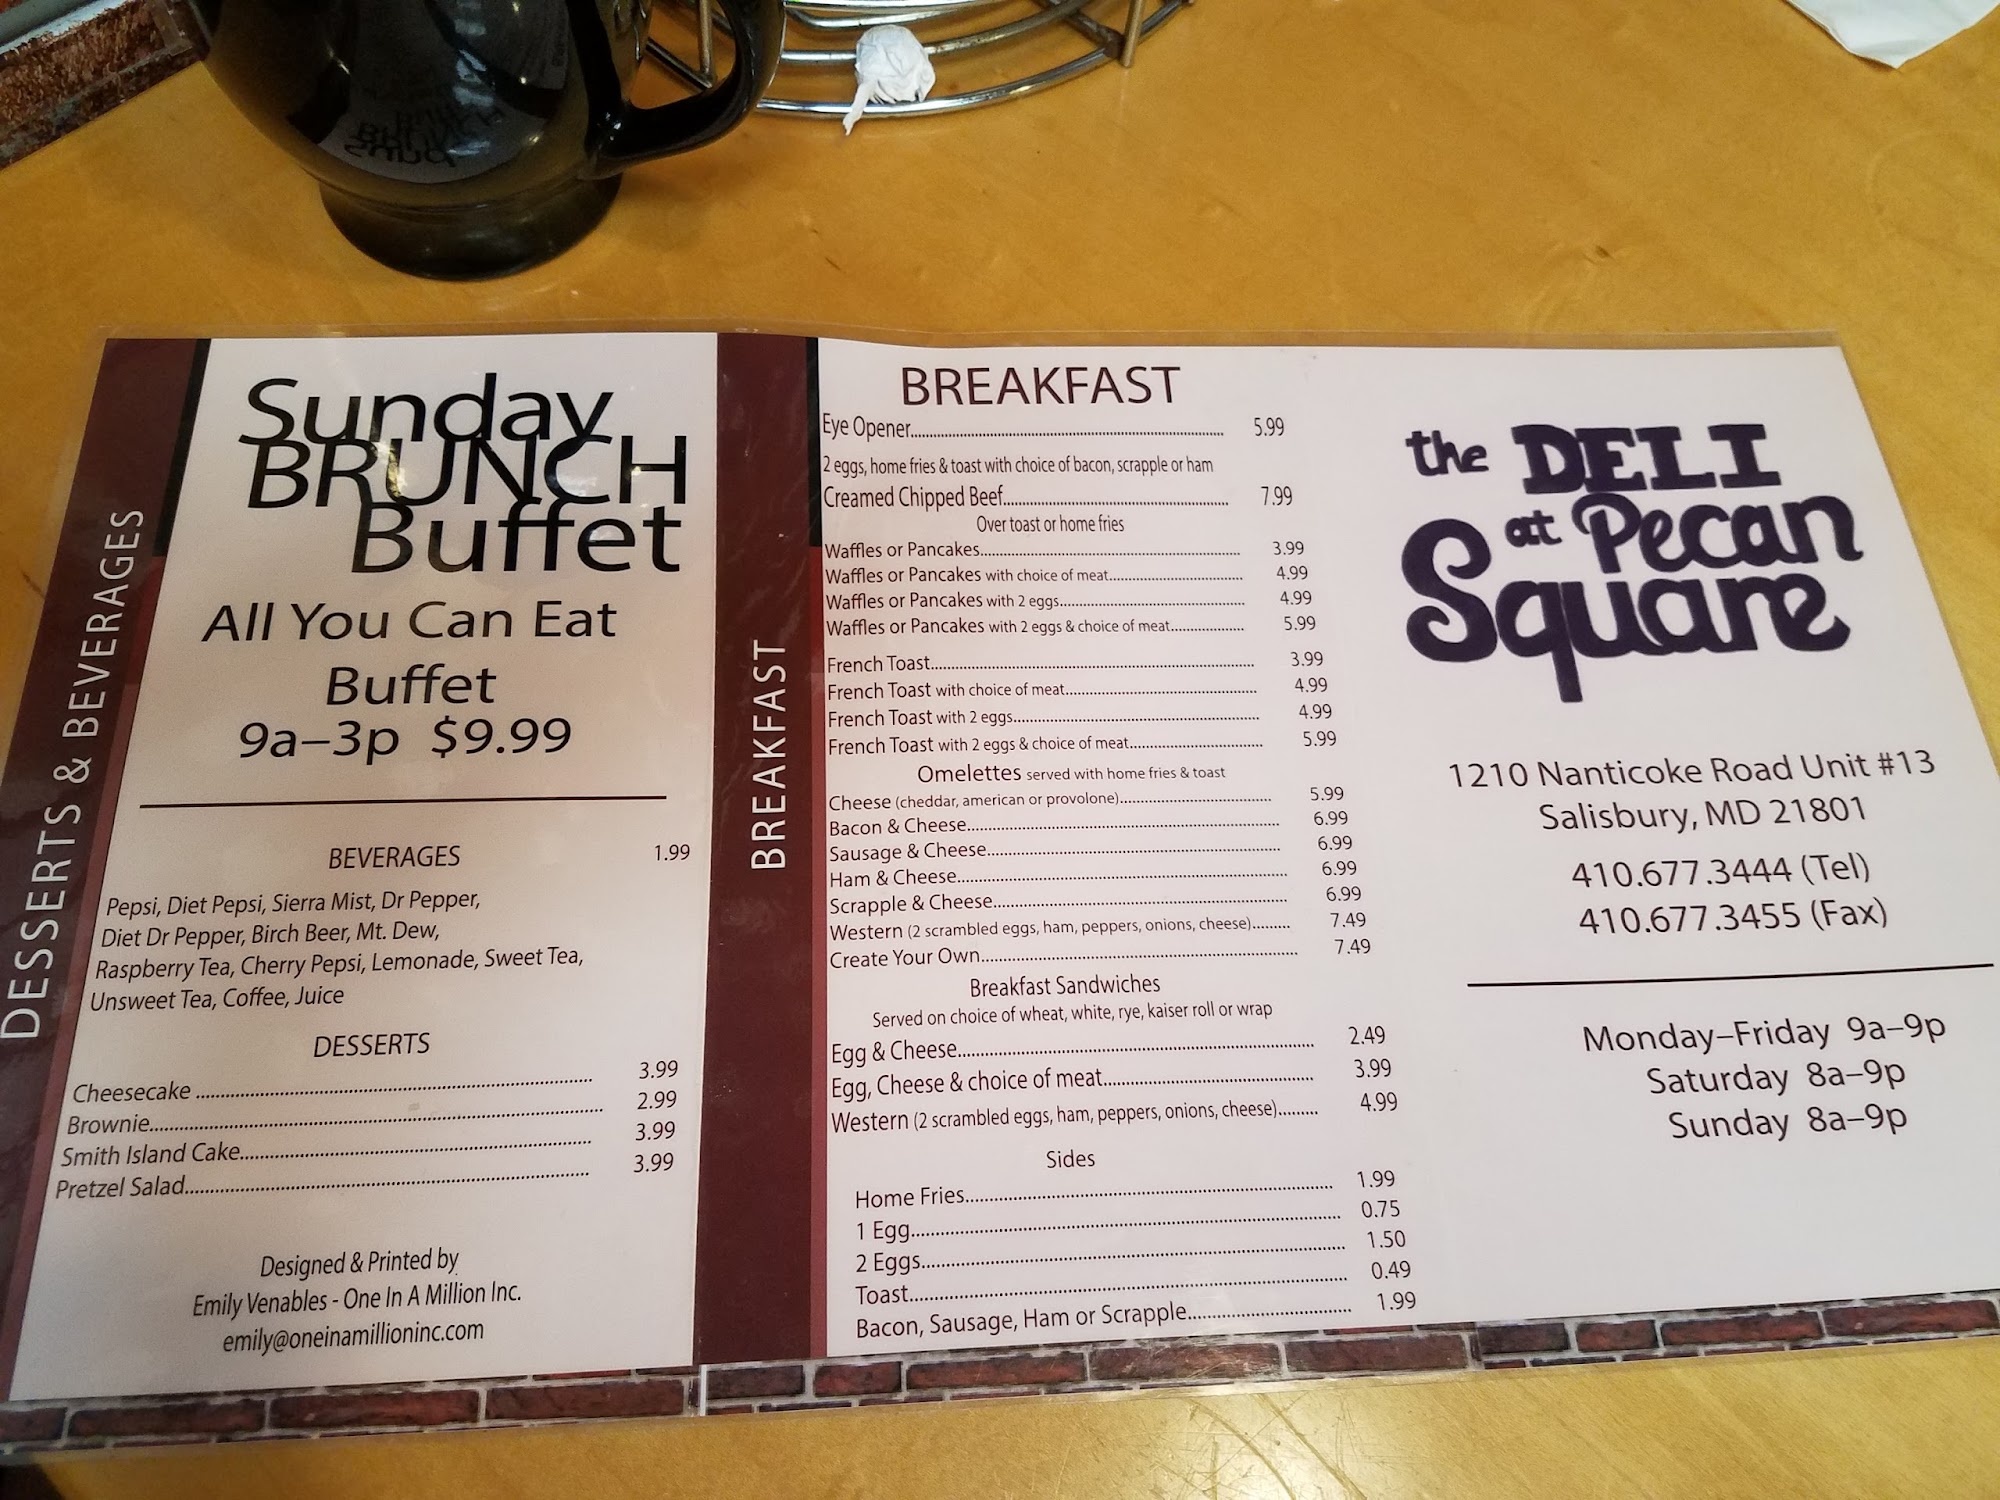 DESSERTS & BEVERAGES
Sunday
BRUNCH
Buffet
All You Can Eat
Buffet
9a–3p $9.99
BEVERAGES 1.99
Pepsi, Diet Pepsi, Sierra Mist, Dr Pepper,
Diet Dr Pepper, Birch Beer, Mt. Dew,
Raspberry Tea, Cherry Pepsi, Lemonade, Sweet Tea,
Unsweet Tea, Coffee, Juice
DESSERTS
Cheesecake 3.99
Brownie 2.99
Smith Island Cake 3.99
Pretzel Salad 3.99
Designed & Printed by
Emily Venables - One In A Million Inc.
emily@oneinamillioninc.com
BREAKFAST
BREAKFAST
Eye Opener 5.99
2 eggs, home fries & toast with choice of bacon, scrapple or ham
Creamed Chipped Beef 7.99
Over toast or home fries
Waffles or Pancakes 3.99
Waffles or Pancakes with choice of meat 4.99
Waffles or Pancakes with 2 eggs 4.99
Waffles or Pancakes with 2 eggs & choice of meat 5.99
French Toast 3.99
French Toast with choice of meat 4.99
French Toast with 2 eggs 4.99
French Toast with 2 eggs & choice of meat 5.99
Omelettes served with home fries & toast
Cheese (cheddar, american or provolone) 5.99
Bacon & Cheese 6.99
Sausage & Cheese 6.99
Ham & Cheese 6.99
Scrapple & Cheese 6.99
Western (2 scrambled eggs, ham, peppers, onions, cheese) 7.49
Create Your Own 7.49
Breakfast Sandwiches
Served on choice of wheat, white, rye, kaiser roll or wrap
Egg & Cheese 2.49
Egg, Cheese & choice of meat 3.99
Western (2 scrambled eggs, ham, peppers, onions, cheese) 4.99
Sides
Home Fries 1.99
1 Egg 0.75
2 Eggs 1.50
Toast 0.49
Bacon, Sausage, Ham or Scrapple 1.99
the DELI
at Pecan
Square
1210 Nanticoke Road Unit #13
Salisbury, MD 21801
410.677.3444 (Tel)
410.677.3455 (Fax)
Monday–Friday 9a–9p
Saturday 8a–9p
Sunday 8a–9p